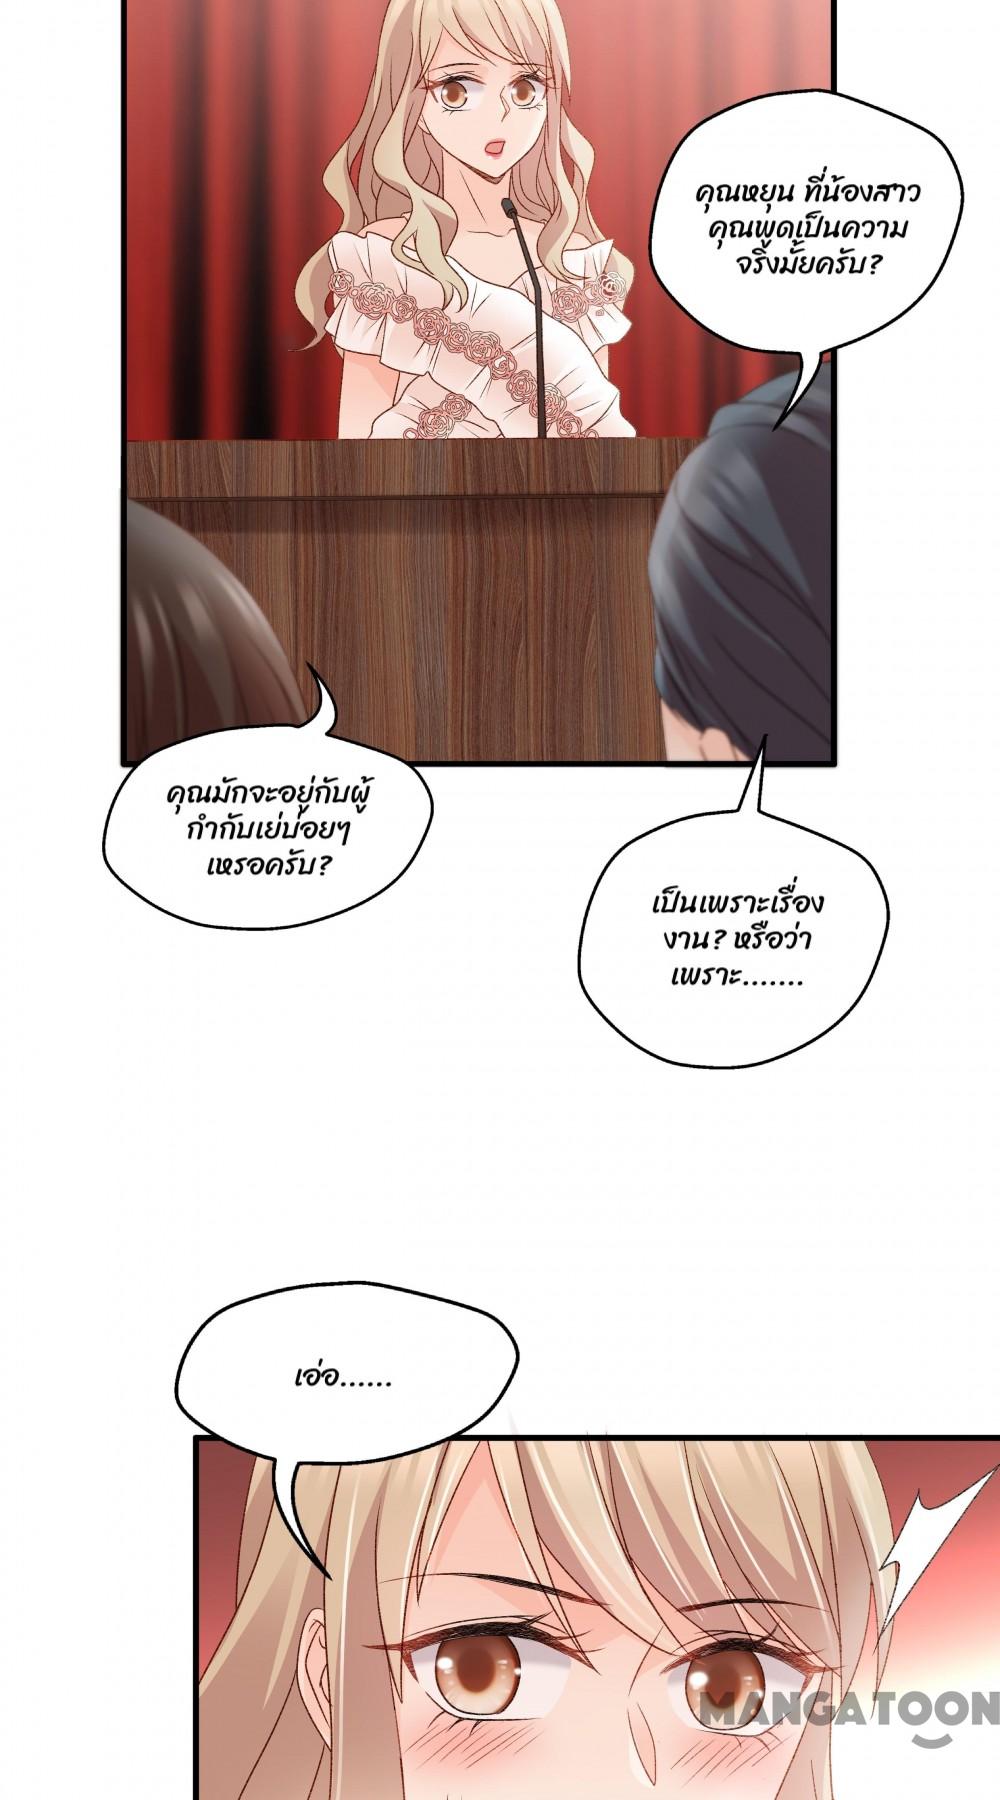 คุณหยุน ที่น้องสาว
คุณพูดเป็นความ
จริงมั้ยครับ?
คุณมักจะอยู่กับผู้
กำกับเย่บ่อยๆ
เหรอครับ?
เป็นเพราะเรื่อง
งาน? หรือว่า
เพราะ.......
เอ่อ......
MANGATOON